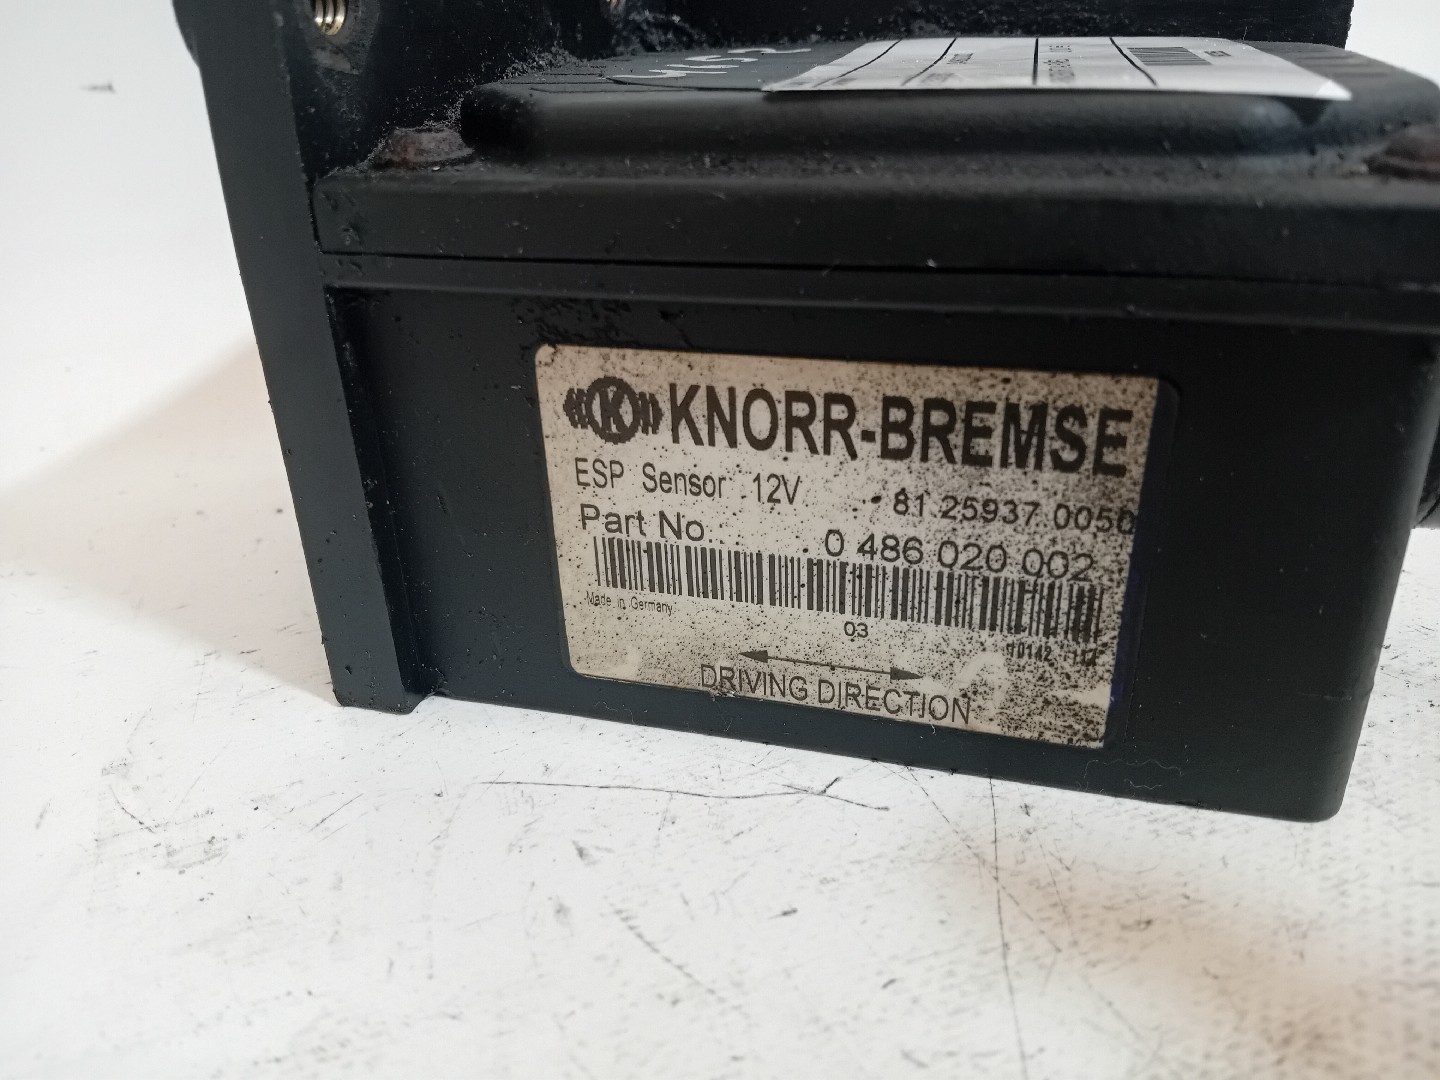 KNORR-BREMSE
ESP Sensor 12V 81.25937.0050
Part No 0 486 020 002
Made in Germany
03
DRIVING DIRECTION